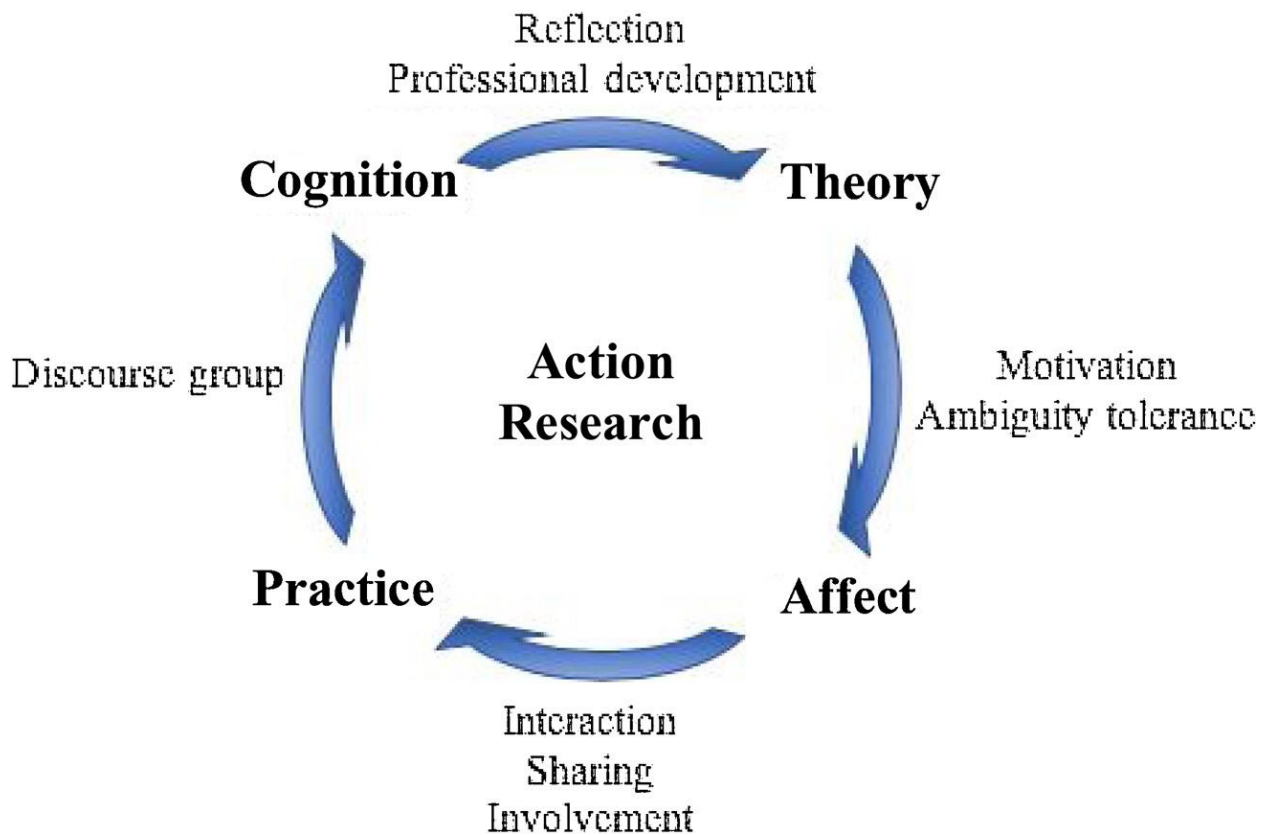 Reflection
Professional development
Cognition
Theory
Discourse group
Action
Research
Motivation
Ambiguity tolerance
Practice
Affect
Interaction
Sharing
Involvement